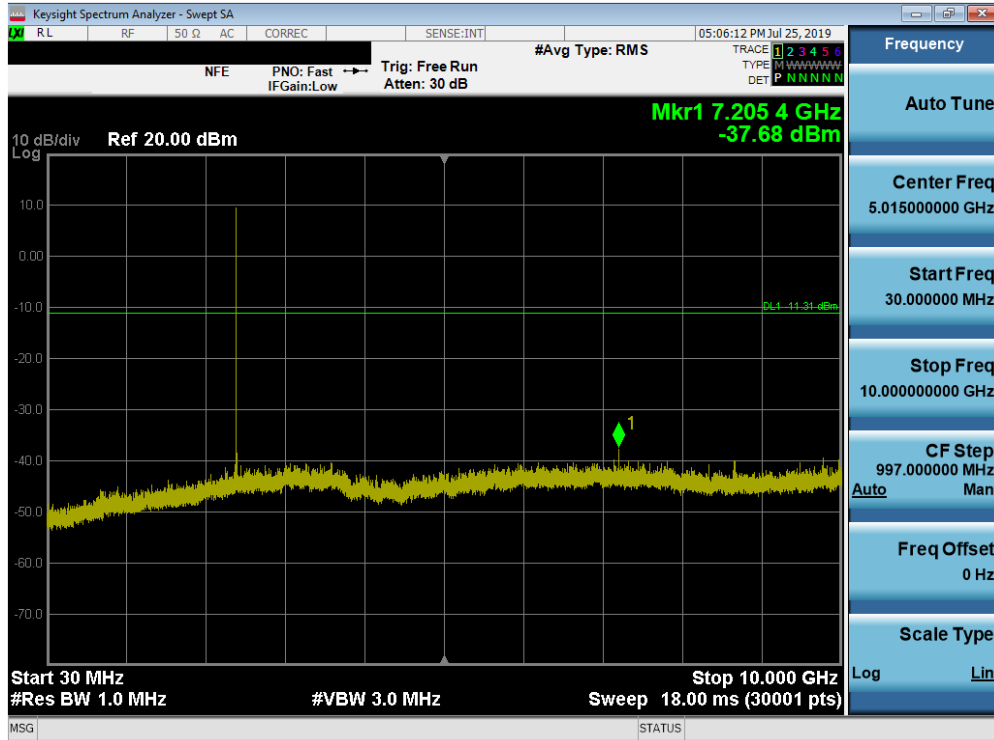 Keysight Spectrum Analyzer - Swept SA
LXI RL RF 50 Ω AC CORREC SENSE:INT 05:06:12 PM Jul 25, 2019
NFE PNO: Fast Trig: Free Run #Avg Type: RMS TRACE 1 2 3 4 5 6
IFGain:Low Atten: 30 dB TYPE M WWWWW
DET P N N N N N
Mkr1 7.205 4 GHz
-37.68 dBm
10 dB/div Ref 20.00 dBm
Log
10.0
0.00
-10.0
DL1 -11.31 dBm
-20.0
-30.0
1
-40.0
-50.0
-60.0
-70.0
Start 30 MHz Stop 10.000 GHz
#Res BW 1.0 MHz #VBW 3.0 MHz Sweep 18.00 ms (30001 pts)
MSG STATUS
Frequency
Auto Tune
Center Freq
5.015000000 GHz
Start Freq
30.000000 MHz
Stop Freq
10.000000000 GHz
CF Step
997.000000 MHz
Auto Man
Freq Offset
0 Hz
Scale Type
Log Lin